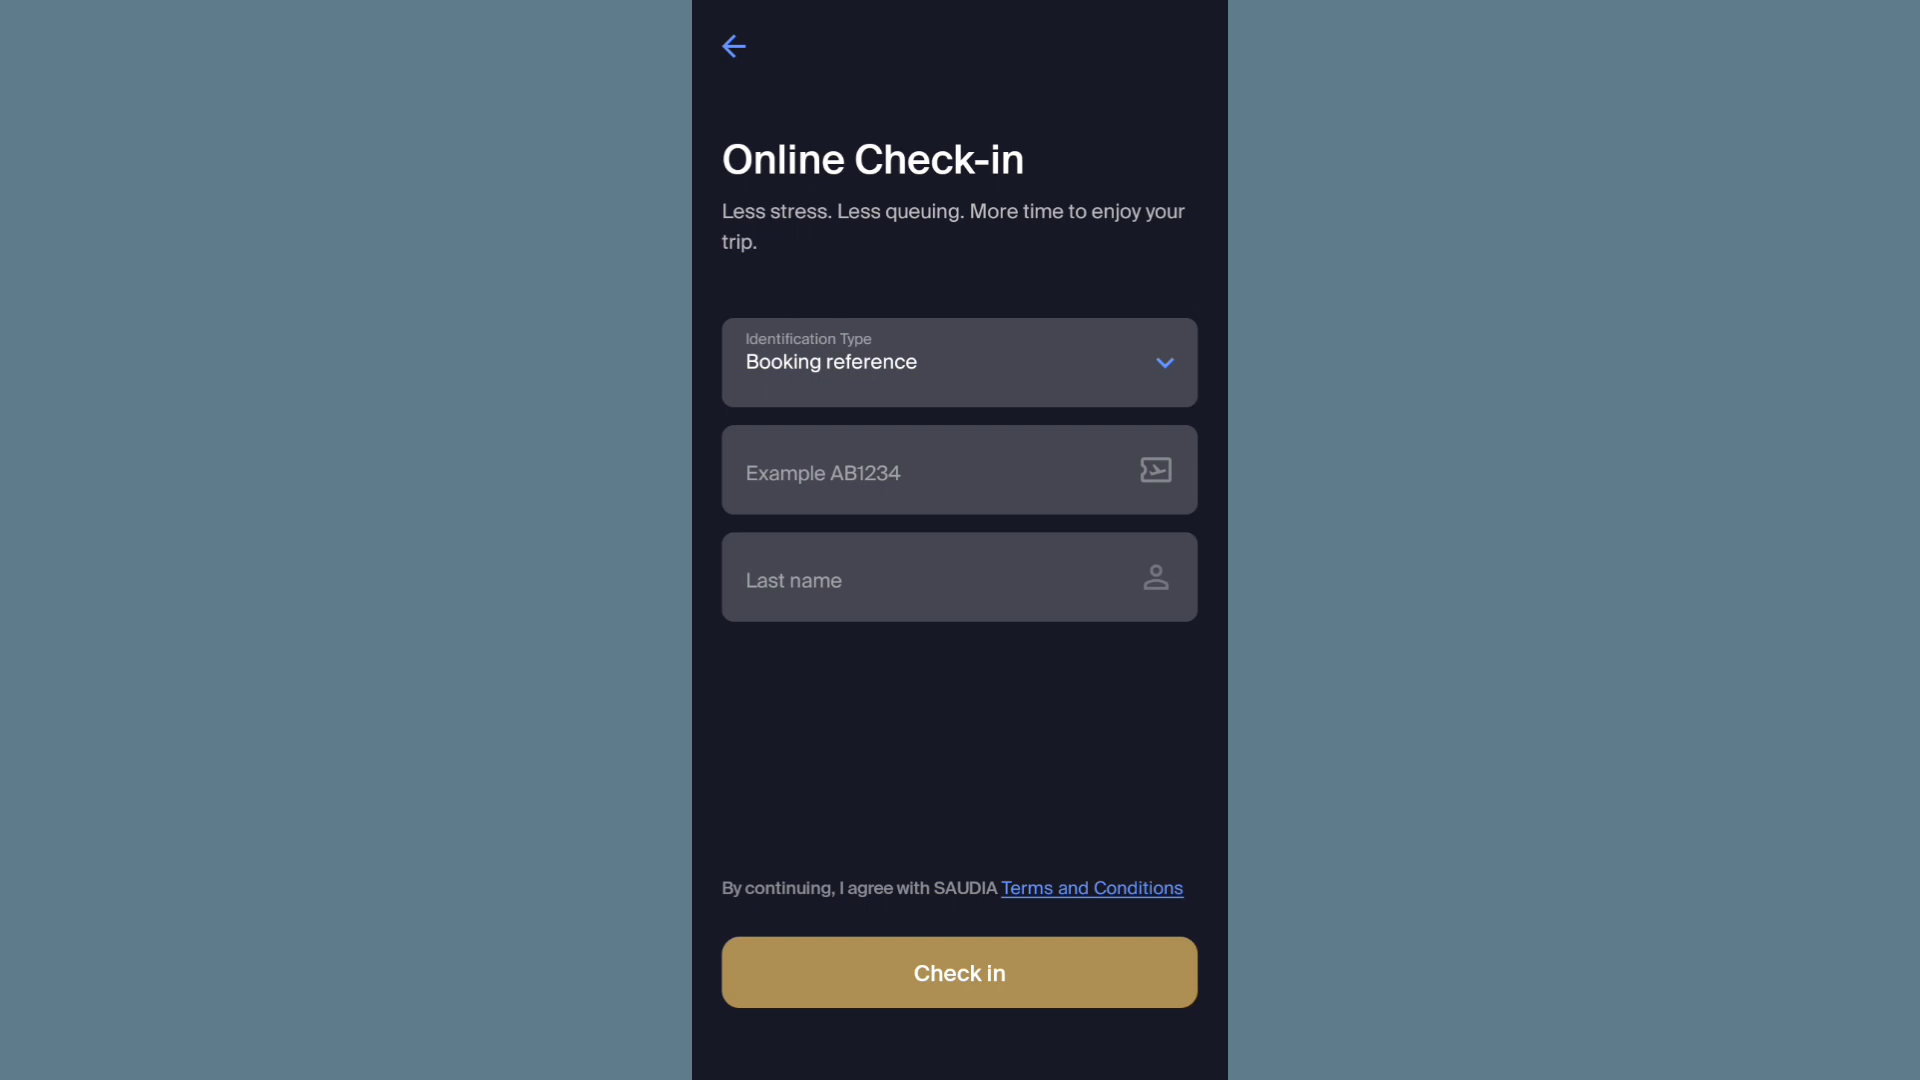 Online Check-in
Less stress. Less queuing. More time to enjoy your
trip.
Identification Type
Booking reference
Example AB1234
Last name
By continuing, I agree with SAUDIA Terms and Conditions
Check in